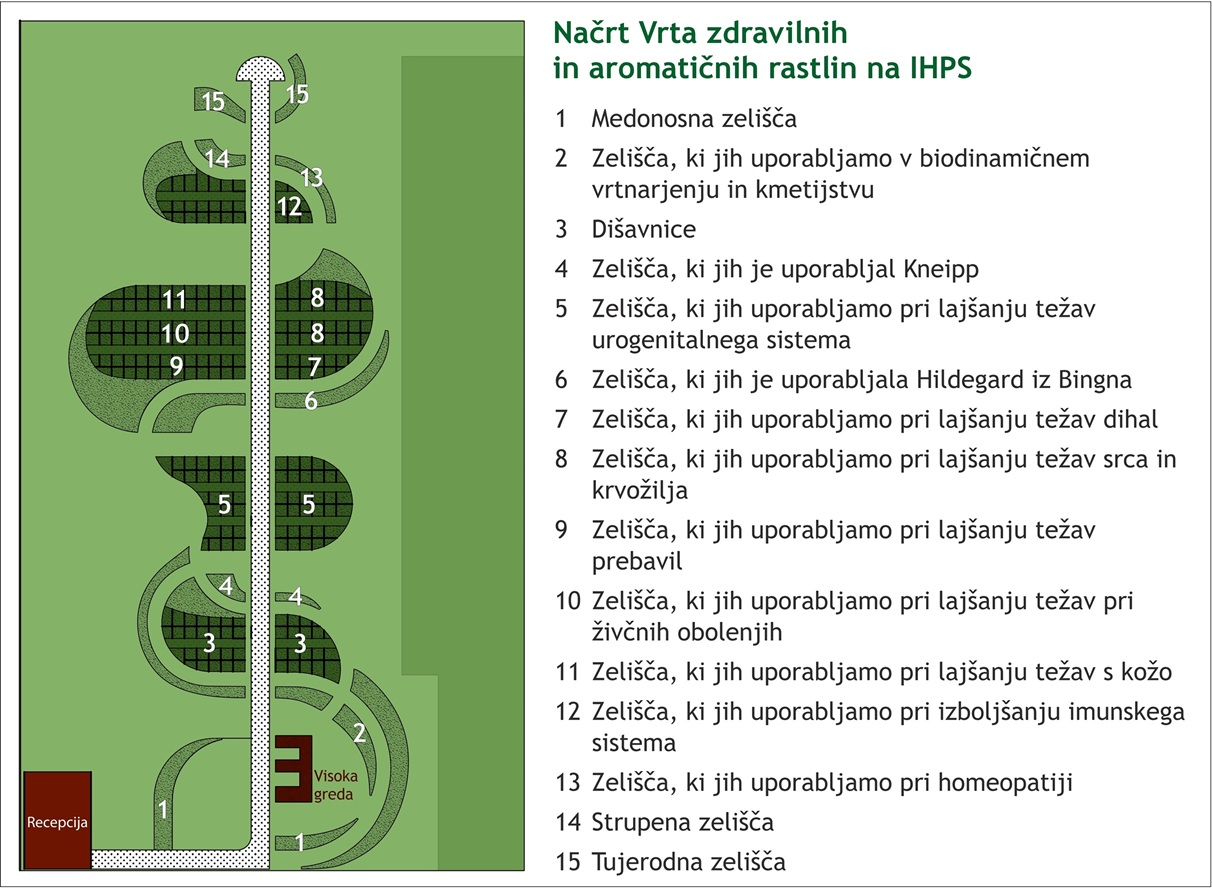 Načrt Vrta zdravilnih
in aromatičnih rastlin na IHPS
1 Medonosna zelišča
2 Zelišča, ki jih uporabljamo v biodinamičnem
vrtnarjenju in kmetijstvu
3 Dišavnice
4 Zelišča, ki jih je uporabljal Kneipp
5 Zelišča, ki jih uporabljamo pri lajšanju težav
urogenitalnega sistema
6 Zelišča, ki jih je uporabljala Hildegard iz Bingna
7 Zelišča, ki jih uporabljamo pri lajšanju težav dihal
8 Zelišča, ki jih uporabljamo pri lajšanju težav srca in
krvožilja
9 Zelišča, ki jih uporabljamo pri lajšanju težav
prebavil
10 Zelišča, ki jih uporabljamo pri lajšanju težav pri
živčnih obolenjih
11 Zelišča, ki jih uporabljamo pri lajšanju težav s kožo
12 Zelišča, ki jih uporabljamo pri izboljšanju imunskega
sistema
13 Zelišča, ki jih uporabljamo pri homeopatiji
14 Strupena zelišča
15 Tujerodna zelišča
15 15
14
13
12
11 8
10 8
9 7
6
5 5
4 4
3 3
2
Visoka
greda
1
Recepcija
1